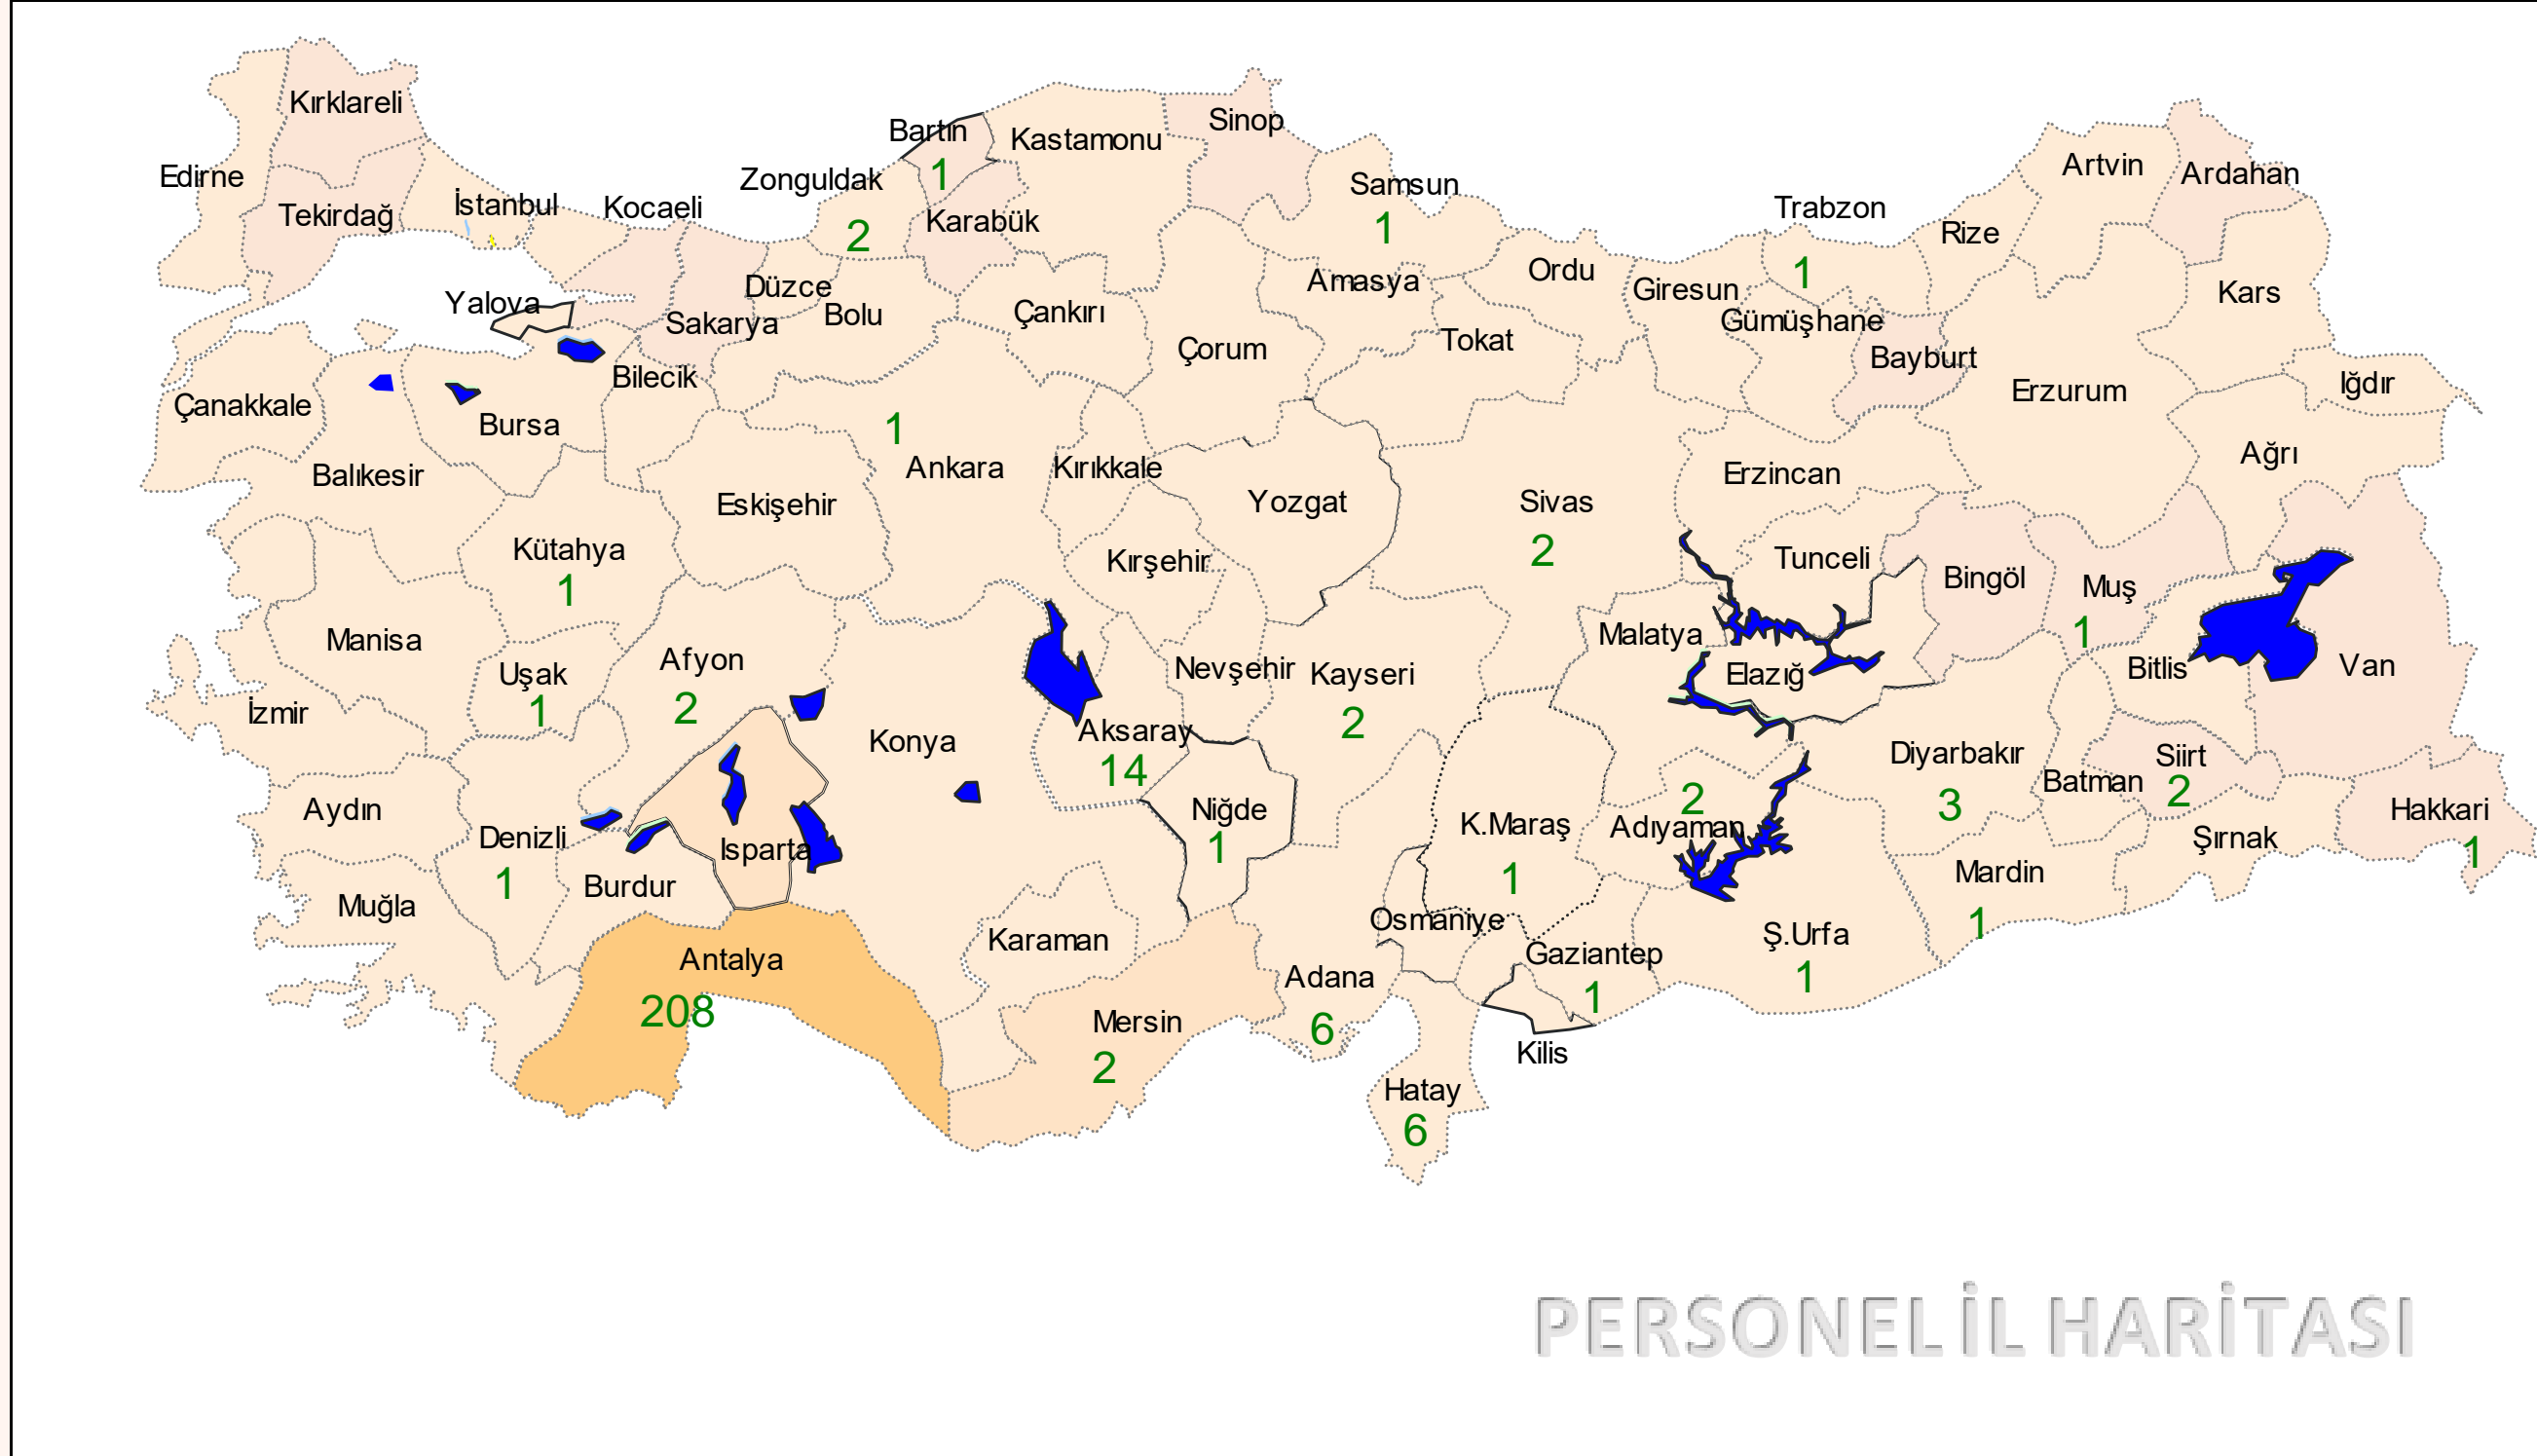 Kırklareli
Sinop
Bartın
Kastamonu
1
Edirne
Zonguldak
2
Samsun
1
Artvin
Ardahan
İstanbul
Kocaeli
Tekirdağ
Karabük
Trabzon
1
Rize
Düzce
Amasya
Ordu
Giresun
Kars
Yalova
Sakarya
Bolu
Çankırı
Gümüşhane
Çorum
Tokat
Bayburt
Bilecik
Erzurum
Iğdır
Çanakkale
Bursa
1
Ankara
Kırıkkale
Balıkesir
Erzincan
Ağrı
Eskişehir
Yozgat
Sivas
2
Kütahya
1
Kırşehir
Tunceli
Bingöl
Muş
1
Manisa
Malatya
Afyon
2
Uşak
1
Nevşehir
Kayseri
2
Elazığ
Bitlis
Van
İzmir
Konya
Aksaray
14
Diyarbakır
3
Siirt
2
Batman
Aydın
Niğde
1
2
Adıyaman
Hakkari
1
Denizli
1
Isparta
K.Maraş
1
Şırnak
Burdur
Mardin
1
Muğla
Osmaniye
Antalya
208
Karaman
Ş.Urfa
1
Gaziantep
1
Adana
6
Mersin
2
Kilis
Hatay
6
PERSONEL İL HARİTASI